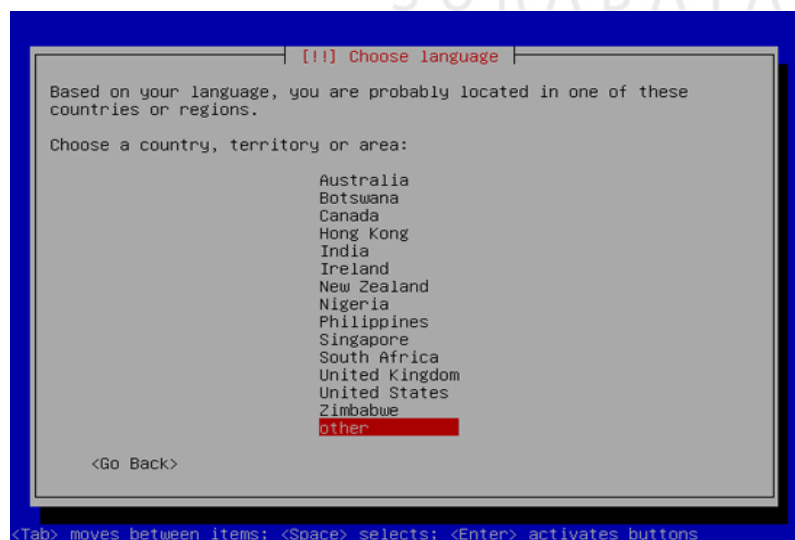 SURABAYA
[!!] Choose language
Based on your language, you are probably located in one of these
countries or regions.
Choose a country, territory or area:
Australia
Botswana
Canada
Hong Kong
India
Ireland
New Zealand
Nigeria
Philippines
Singapore
South Africa
United Kingdom
United States
Zimbabwe
other
<Go Back>
<Tab> moves between items; <Space> selects; <Enter> activates buttons